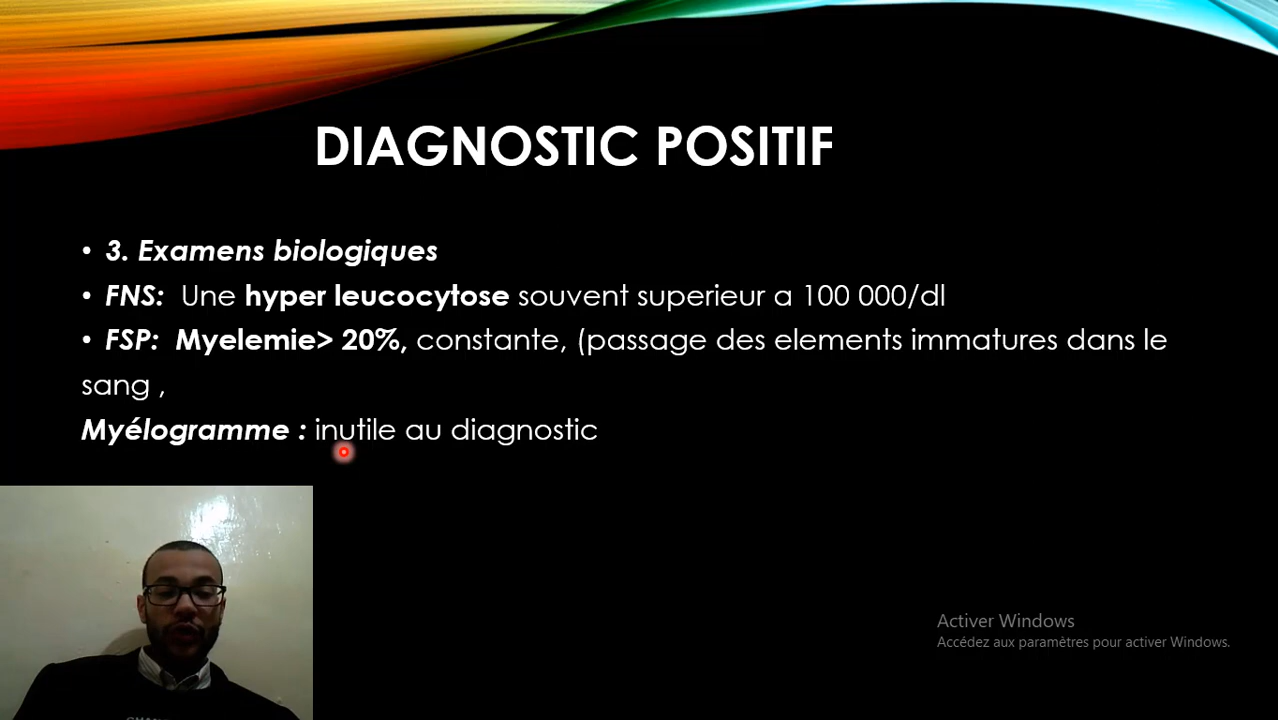 DIAGNOSTIC POSITIF
• 3. Examens biologiques
• FNS: Une hyper leucocytose souvent superieur a 100 000/dl
• FSP: Myelemie> 20%, constante, (passage des elements immatures dans le
sang ,
Myélogramme : inutile au diagnostic
Activer Windows
Accédez aux paramètres pour activer Windows.